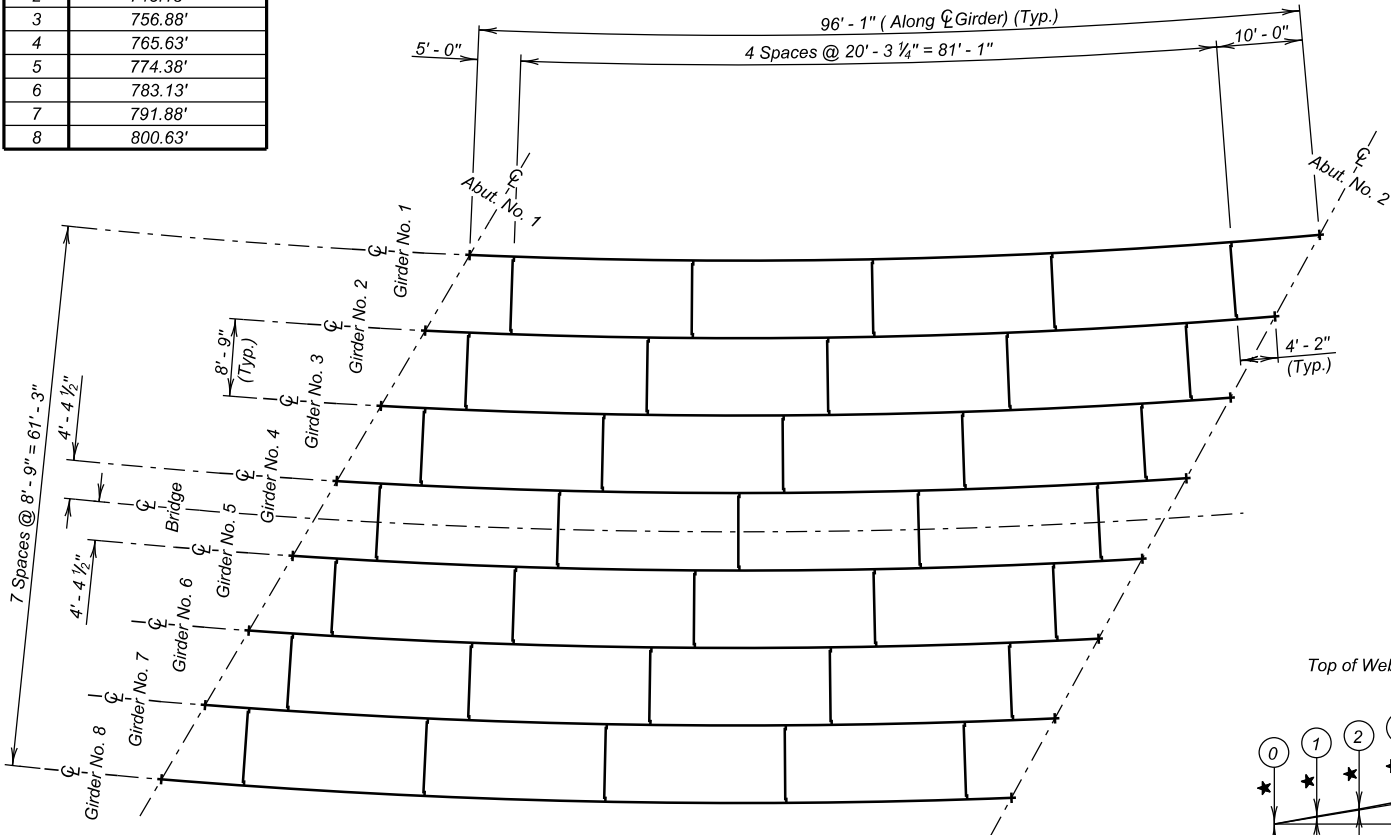 3 756.88'
4 765.63'
5 774.38'
6 783.13'
7 791.88'
8 800.63'
96' - 1" ( Along ℄ Girder) (Typ.)
5' - 0"
4 Spaces @ 20' - 3 ¼" = 81' - 1"
10' - 0"
℄
Abut. No. 1
℄
Abut. No. 2
℄
Girder No. 1
℄
Girder No. 2
8' - 9"
(Typ.)
℄
Girder No. 3
4' - 2"
(Typ.)
7 Spaces @ 8' - 9" = 61' - 3"
4' - 4 ½"
℄
Girder No. 4
℄
Bridge
4' - 4 ½"
℄
Girder No. 5
℄
Girder No. 6
℄
Girder No. 7
℄
Girder No. 8
Top of Web
0
1
2